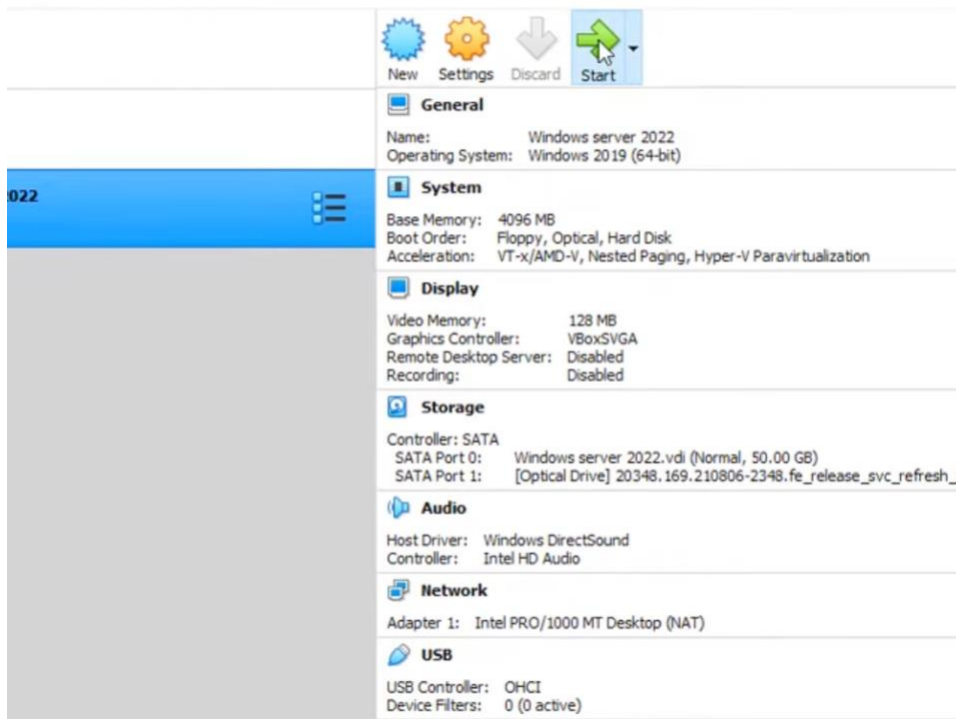 New Settings Discard Start
General
Name: Windows server 2022
Operating System: Windows 2019 (64-bit)
2022
System
Base Memory: 4096 MB
Boot Order: Floppy, Optical, Hard Disk
Acceleration: VT-x/AMD-V, Nested Paging, Hyper-V Paravirtualization
Display
Video Memory: 128 MB
Graphics Controller: VBoxSVGA
Remote Desktop Server: Disabled
Recording: Disabled
Storage
Controller: SATA
SATA Port 0: Windows server 2022.vdi (Normal, 50.00 GB)
SATA Port 1: [Optical Drive] 20348.169.210806-2348.fe_release_svc_refresh_
Audio
Host Driver: Windows DirectSound
Controller: Intel HD Audio
Network
Adapter 1: Intel PRO/1000 MT Desktop (NAT)
USB
USB Controller: OHCI
Device Filters: 0 (0 active)